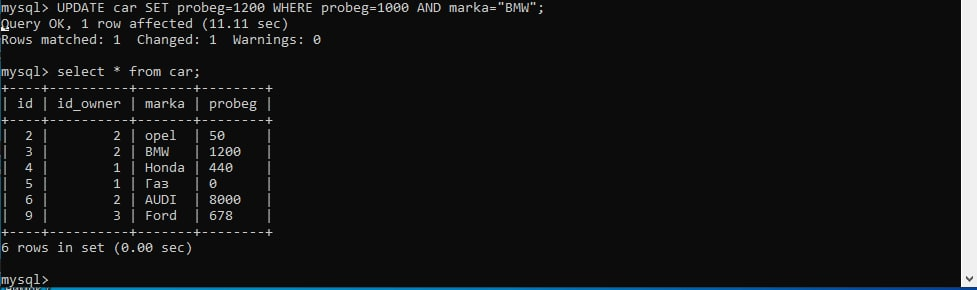 mysql> UPDATE car SET probeg=1200 WHERE probeg=1000 AND marka="BMW";
Query OK, 1 row affected (11.11 sec)
Rows matched: 1  Changed: 1  Warnings: 0
mysql> select * from car;
+----+----------+-------+--------+
| id | id_owner | marka | probeg |
+----+----------+-------+--------+
|  2 |        2 | opel  | 50     |
|  3 |        2 | BMW   | 1200   |
|  4 |        1 | Honda | 440    |
|  5 |        1 | Газ   | 0      |
|  6 |        2 | AUDI  | 8000   |
|  9 |        3 | Ford  | 678    |
+----+----------+-------+--------+
6 rows in set (0.00 sec)
mysql>